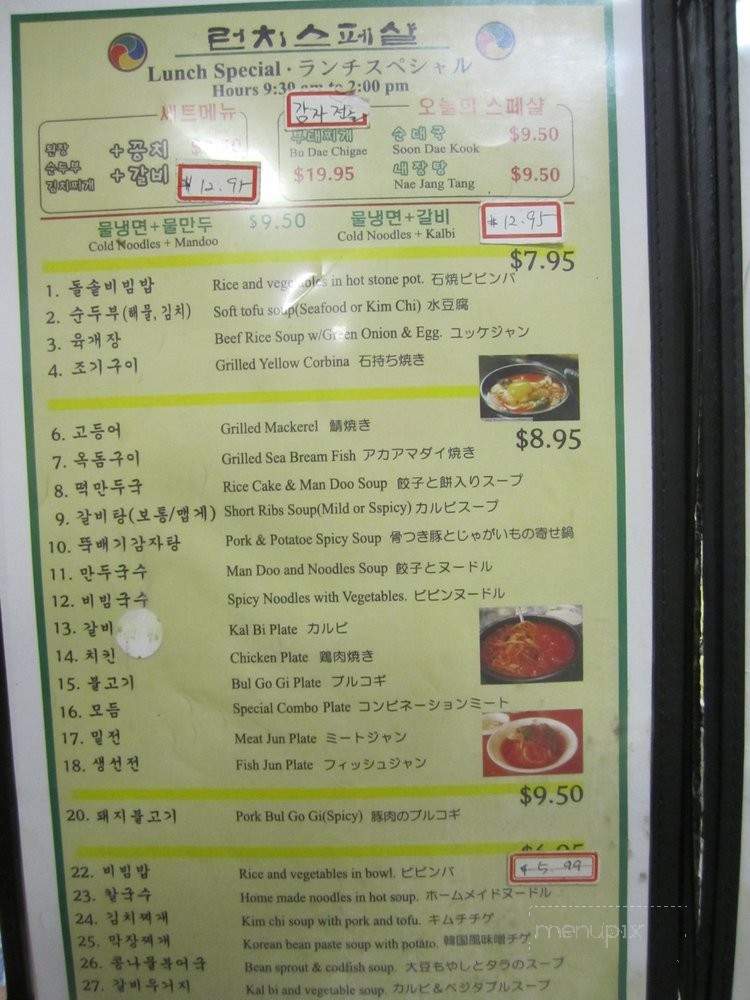 런치스페샬
Lunch Special · ランチスペシャル
Hours 9:30 am to 2:00 pm
세트메뉴
된장
순두부
김치찌개
+ 꽁치
+ 갈비
$ 12.95
오늘의 스페샬
부대찌개
Bu Dae Chigae
$19.95
순대국
Soon Dae Kook
$9.50
내장탕
Nae Jang Tang
$9.50
물냉면+물만두 $9.50
Cold Noodles + Mandoo
물냉면+갈비 $12.95
Cold Noodles + Kalbi
$7.95
1. 돌솥비빔밥 Rice and vegetables in hot stone pot. 石焼ビビンバ
2. 순두부(해물,김치) Soft tofu soup(Seafood or Kim Chi) 水豆腐
3. 육개장 Beef Rice Soup w/Green Onion & Egg. ユッケジャン
4. 조기구이 Grilled Yellow Corbina 石持ち焼き
6. 고등어 Grilled Mackerel 鯖焼き
$8.95
7. 옥돔구이 Grilled Sea Bream Fish アカアマダイ焼き
8. 떡만두국 Rice Cake & Man Doo Soup 餃子と餅入りスープ
9. 갈비탕(보통/맵게) Short Ribs Soup(Mild or Sspicy) カルビスープ
10. 뚝배기감자탕 Pork & Potatoe Spicy Soup 骨つき豚とじゃがいもの寄せ鍋
11. 만두국수 Man Doo and Noodles Soup 餃子とヌードル
12. 비빔국수 Spicy Noodles with Vegetables. ビビンヌードル
13. 갈비 Kal Bi Plate カルビ
14. 치킨 Chicken Plate 鶏肉焼き
15. 불고기 Bul Go Gi Plate プルコギ
16. 모듬 Special Combo Plate コンビネーションミート
17. 밀전 Meat Jun Plate ミートジャン
18. 생선전 Fish Jun Plate フィッシュジャン
$9.50
20. 돼지불고기 Pork Bul Go Gi(Spicy) 豚肉のプルコギ
$ 5.99
22. 비빔밥 Rice and vegetables in bowl. ビビンバ
23. 칼국수 Home made noodles in hot soup. ホームメイドヌードル
24. 김치찌개 Kim chi soup with pork and tofu. キムチチゲ
25. 막장찌개 Korean bean paste soup with potato. 韓国風味噌チゲ
26. 콩나물북어국 Bean sprout & codfish soup. 大豆もやしとタラのスープ
27. 갈비우거지 Kal bi and vegetable soup. カルビ&ベジタブルスープ
menupix